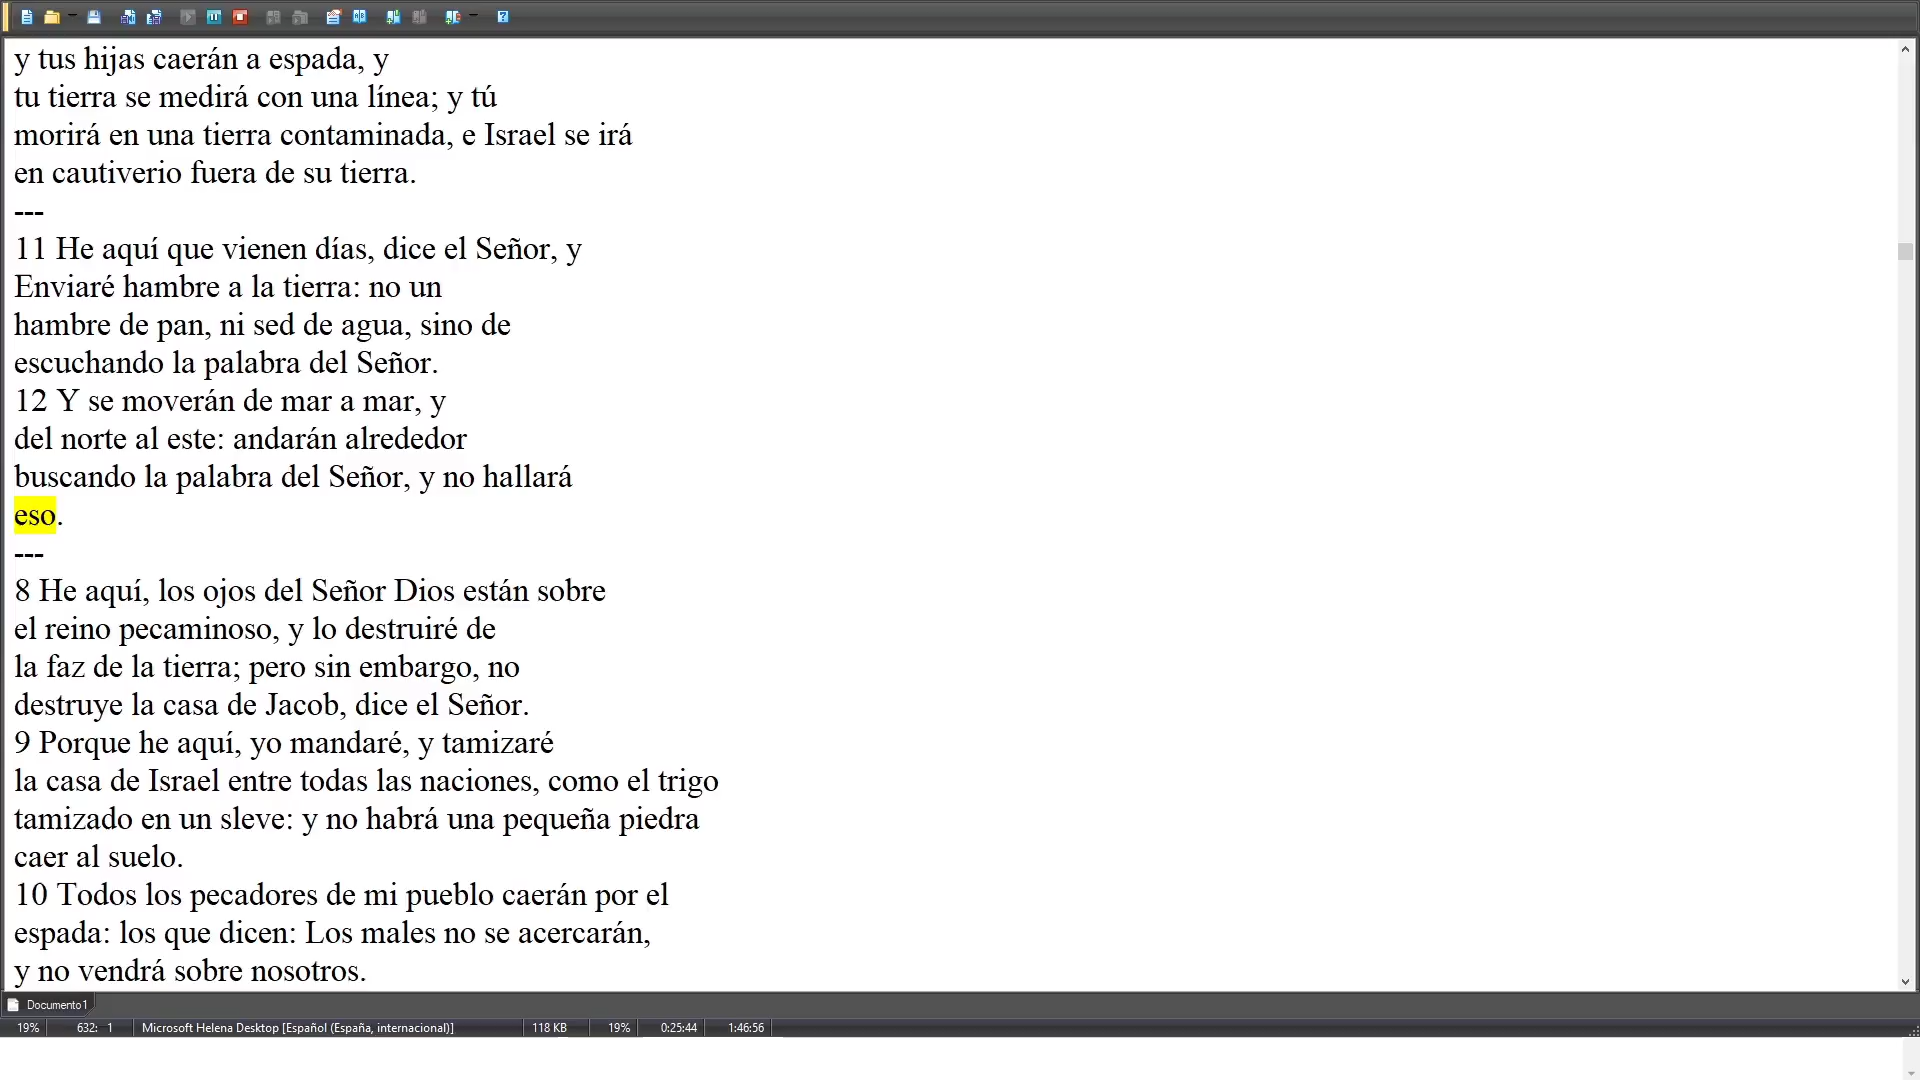 y tus hijas caerán a espada, y
tu tierra se medirá con una línea; y tú
morirá en una tierra contaminada, e Israel se irá
en cautiverio fuera de su tierra.
---
11 He aquí que vienen días, dice el Señor, y
Enviaré hambre a la tierra: no un
hambre de pan, ni sed de agua, sino de
escuchando la palabra del Señor.
12 Y se moverán de mar a mar, y
del norte al este: andarán alrededor
buscando la palabra del Señor, y no hallará
eso.
---
8 He aquí, los ojos del Señor Dios están sobre
el reino pecaminoso, y lo destruiré de
la faz de la tierra; pero sin embargo, no
destruye la casa de Jacob, dice el Señor.
9 Porque he aquí, yo mandaré, y tamizaré
la casa de Israel entre todas las naciones, como el trigo
tamizado en un sleve: y no habrá una pequeña piedra
caer al suelo.
10 Todos los pecadores de mi pueblo caerán por el
espada: los que dicen: Los males no se acercarán,
y no vendrá sobre nosotros.
Documento1
19% 632: 1 Microsoft Helena Desktop [Español (España, internacional)] 118 KB 19% 0:25:44 1:46:56